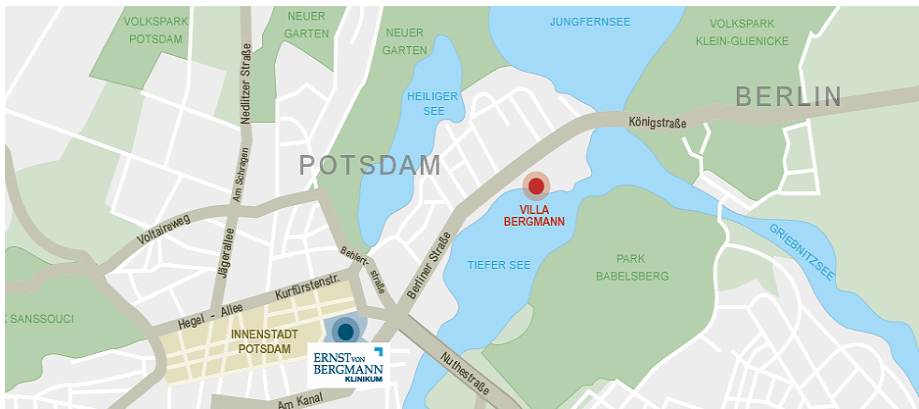 VOLKSPARK
POTSDAM
NEUER
GARTEN
NEUER
GARTEN
JUNGFERNSEE
VOLKSPARK
KLEIN-GLIENICKE
Nedlitzer Straße
HEILIGER
SEE
BERLIN
Königstraße
POTSDAM
Am Schragen
VILLA
BERGMANN
Voltaireweg
Jägerallee
Behlert-
straße
Berliner Straße
TIEFER SEE
PARK
BABELSBERG
GRIEBNITZSEE
Kurfürstenstr.
Hegel - Allee
K SANSSOUCI
INNENSTADT
POTSDAM
ERNST VON
BERGMANN
KLINIKUM
Nuthestraße
Am Kanal